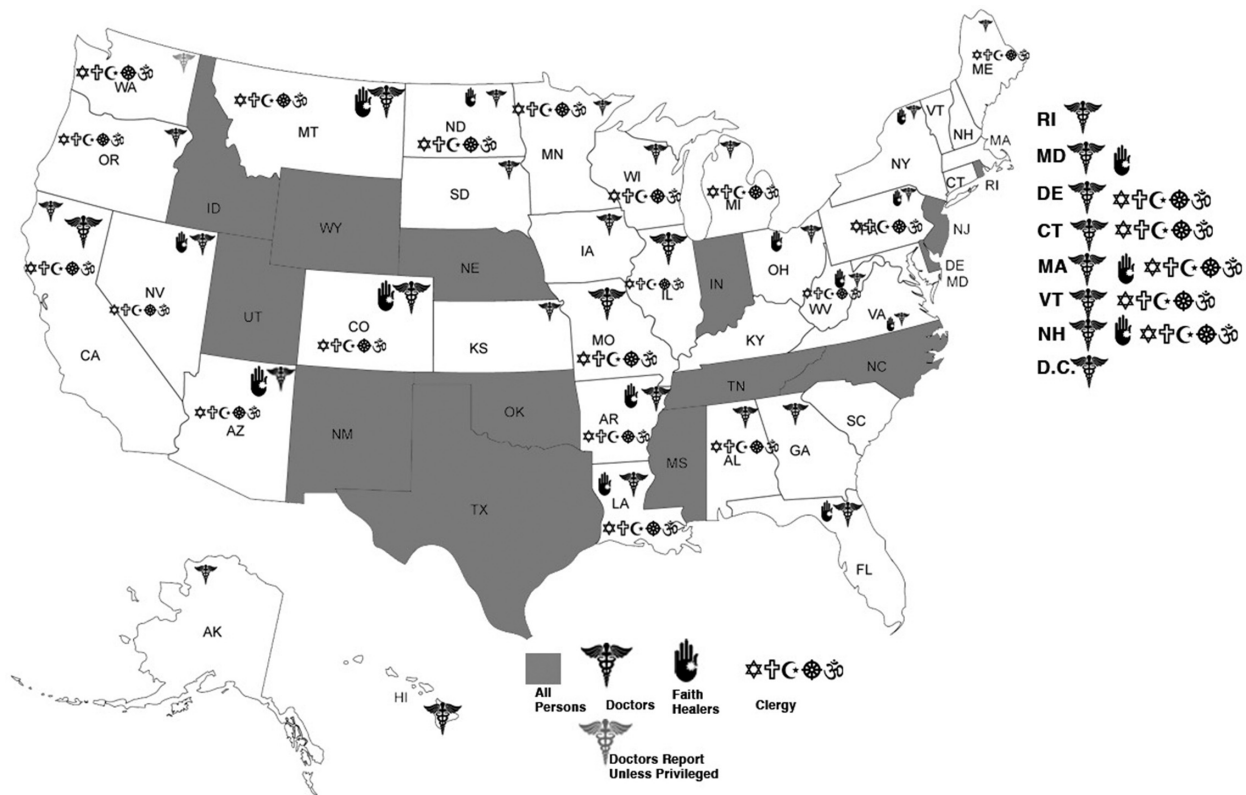 WA
MT
ND
MN
ME
VT
NH
MA
OR
ID
WY
SD
WI
MI
NY
CT
RI
NJ
NV
UT
CO
NE
IA
IL
IN
OH
DE
MD
CA
AZ
NM
KS
MO
KY
WV
VA
OK
AR
TN
NC
SC
TX
LA
MS
AL
GA
FL
AK
HI
RI
MD
DE
CT
MA
VT
NH
D.C.
All
Persons
Doctors
Faith
Healers
Clergy
Doctors Report
Unless Privileged